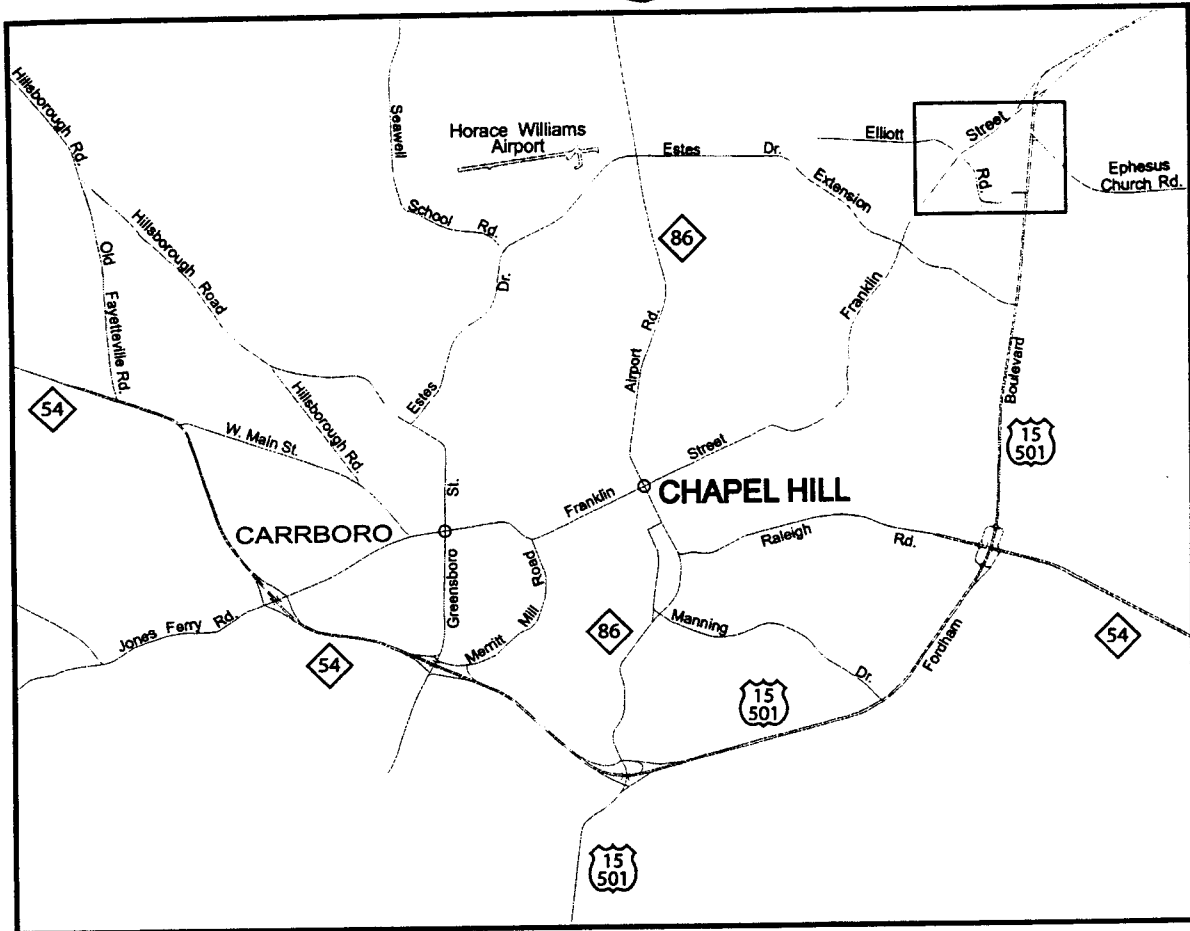 Hillsborough Rd.
Seawell
School Rd.
Horace Williams
Airport
Estes Dr.
Extension
Elliott
Rd.
Street
Ephesus
Church Rd.
86
Hillsborough Road
Old Fayetteville Rd.
Dr.
Estes
Airport Rd.
Franklin
Boulevard
15
501
54
Hillsborough Rd
W. Main St.
Street
St.
Franklin
CHAPEL HILL
CARRBORO
Raleigh Rd.
Greensboro
Road
Mill
Merritt
Jones Ferry Rd.
54
86
Manning
Dr.
Fordham
54
15
501
15
501